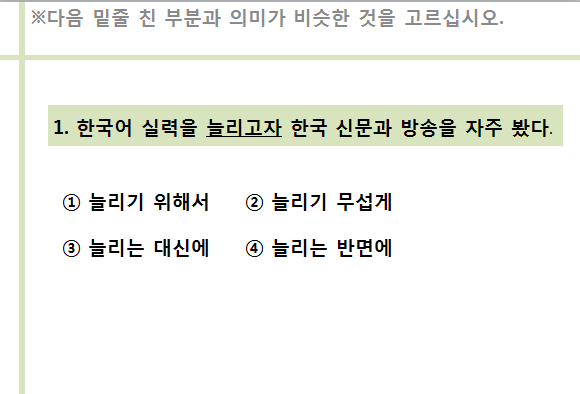 ※다음 밑줄 친 부분과 의미가 비슷한 것을 고르십시오.
1. 한국어 실력을 늘리고자 한국 신문과 방송을 자주 봤다.
① 늘리기 위해서 ② 늘리기 무섭게
③ 늘리는 대신에 ④ 늘리는 반면에